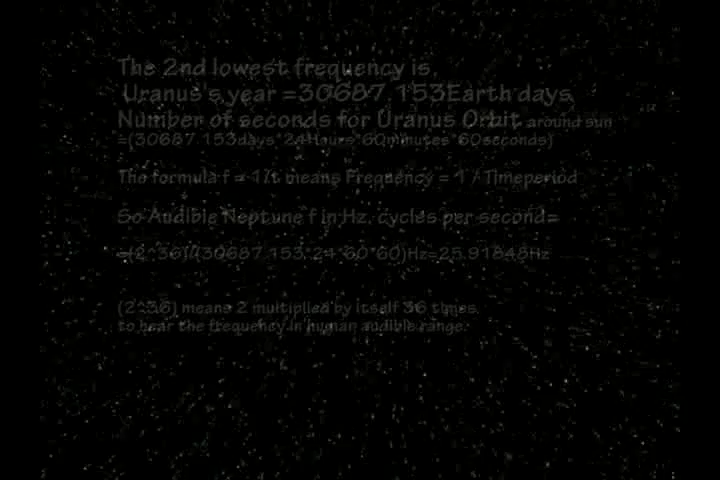 The 2nd lowest frequency is,
Uranus's year =30687.153Earth days,
Number of seconds for Uranus Orbit around sun
=(30687.153days*24Hours*60minutes*60seconds)
The formula f = 1/t means Frequency = 1 / Timeperiod
So Audible Neptune f in Hz, cycles per second=
=(2^36)/(30687.153*24*60*60)Hz=25.91848Hz
(2^36) means 2 multiplied by itself 36 times,
to hear the frequency in human audible range.